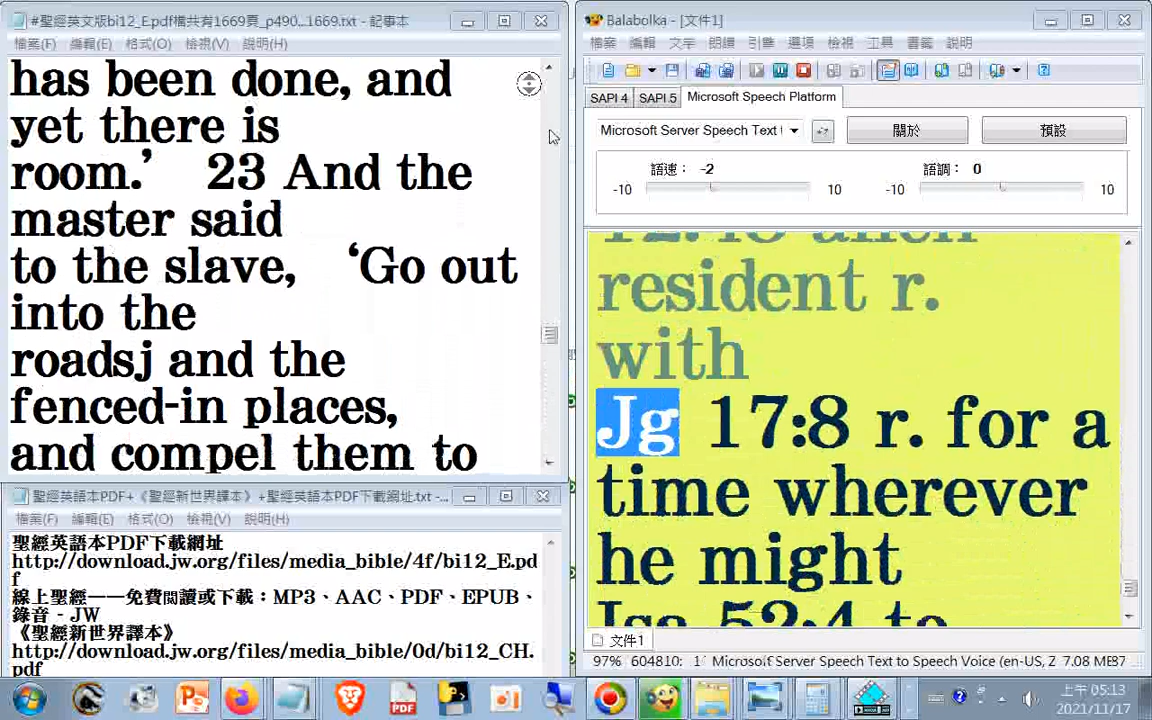 #聖經英文版bi12_E.pdf構共有1669頁_p490...1669.txt - 記事本
檔案(F) 編輯(E) 格式(O) 檢視(V) 說明(H)
has been done, and
yet there is
room.’ 23 And the
master said
to the slave, ‘Go out
into the
roadsj and the
fenced-in places,
and compel them to
聖經英語本PDF+《聖經新世界譯本》+聖經英語本PDF下載網址.txt -...
檔案(F) 編輯(E) 格式(O) 檢視(V) 說明(H)
聖經英語本PDF下載網址
http://download.jw.org/files/media_bible/4f/bi12_E.pd
f
線上聖經——免費閱讀或下載：MP3、AAC、PDF、EPUB、
錄音 - JW
《聖經新世界譯本》
http://download.jw.org/files/media_bible/0d/bi12_CH.
pdf
Balabolka - [文件1]
檔案 編輯 文字 朗讀 引擎 選項 檢視 工具 書籤 說明
SAPI 4 SAPI 5 Microsoft Speech Platform
Microsoft Server Speech Text 關於 預設
語速： -2 語調： 0
-10 10 -10 10
12:48 alien
resident r.
with
Jg 17:8 r. for a
time wherever
he might
Isa 52:4 to
文件1
97% 604810: 1 Microsoft Server Speech Text to Speech Voice (en-US, Z 7.08 ME87
上午 05:13
2021/11/17